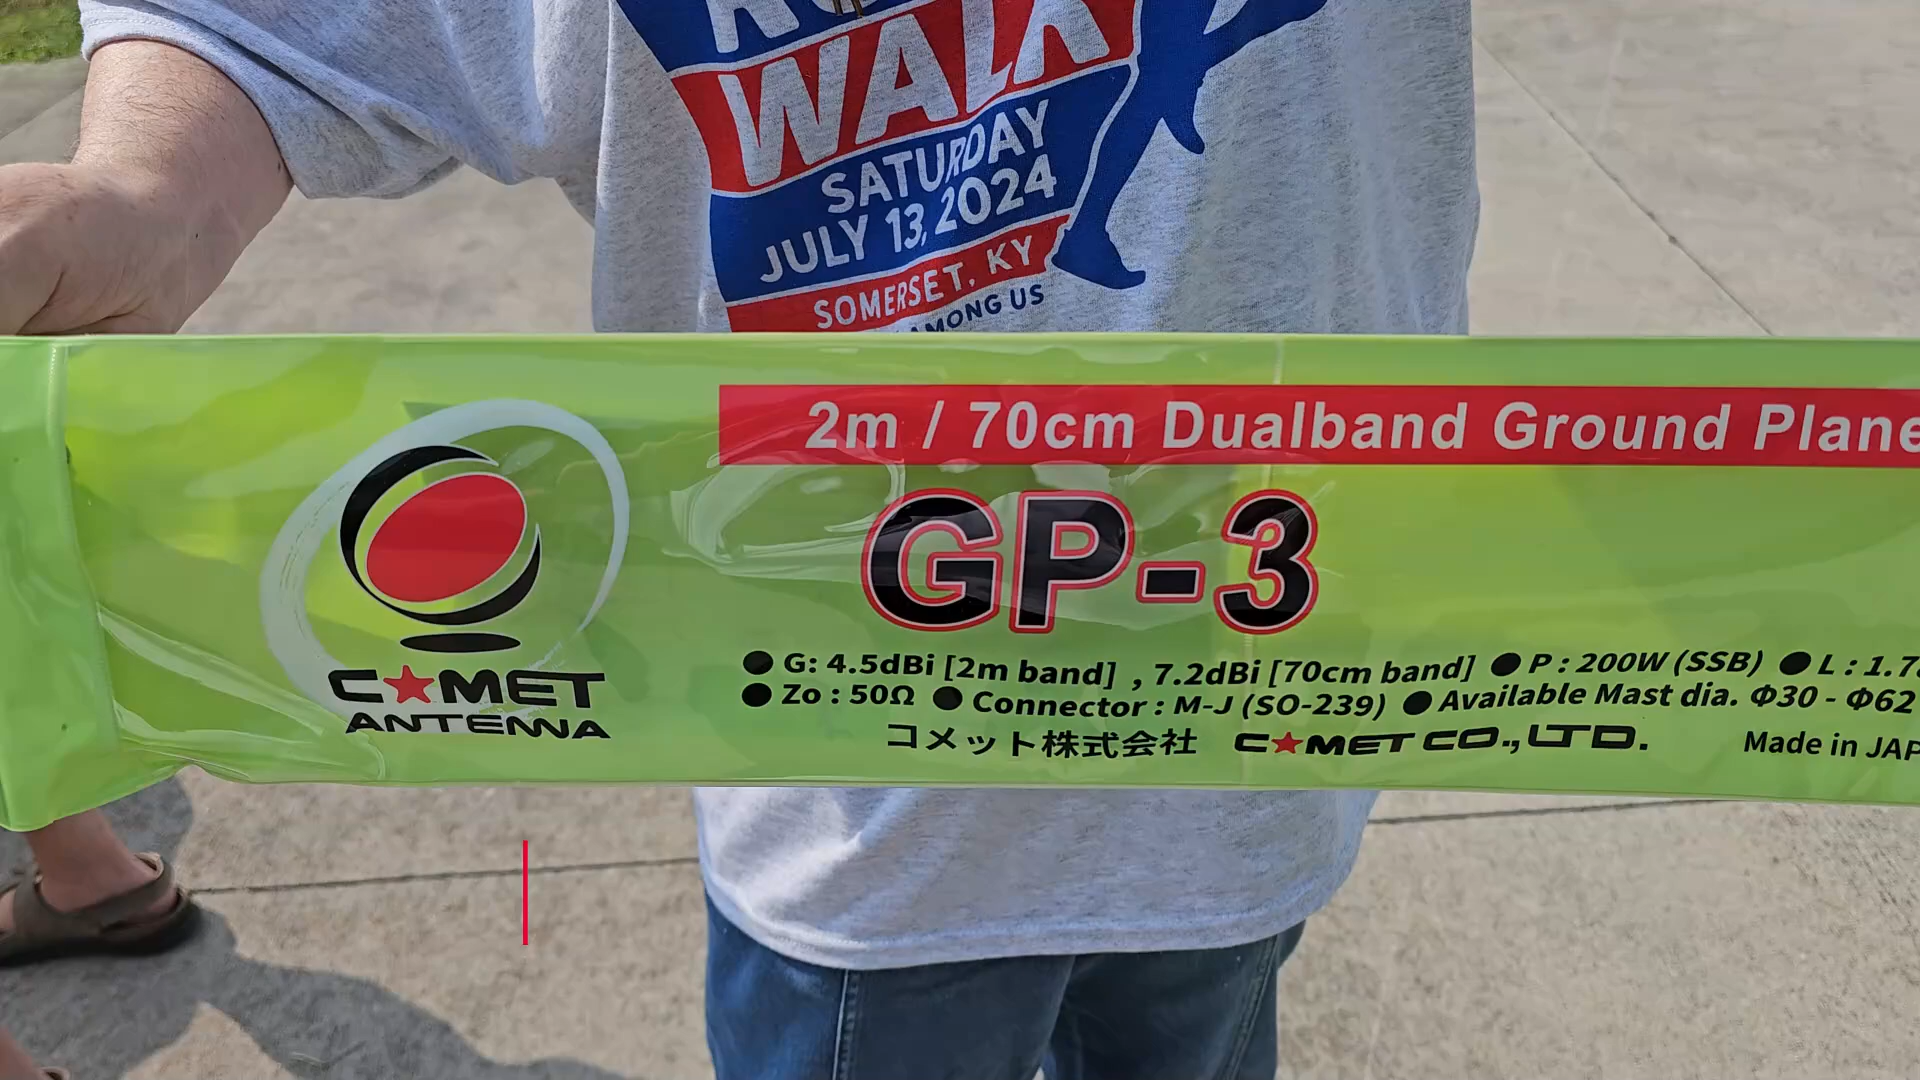 WALK
SATURDAY
JULY 13, 2024
SOMERSET, KY
AMONG US
2m / 70cm Dualband Ground Plane
GP-3
● G: 4.5dBi [2m band] , 7.2dBi [70cm band] ● P : 200W (SSB) ● L : 1.7
● Zo : 50Ω ● Connector : M-J (SO-239) ● Available Mast dia. Φ30 - Φ62
コメット株式会社 C★MET CO., LTD. Made in JAP
C★MET
ANTENNA